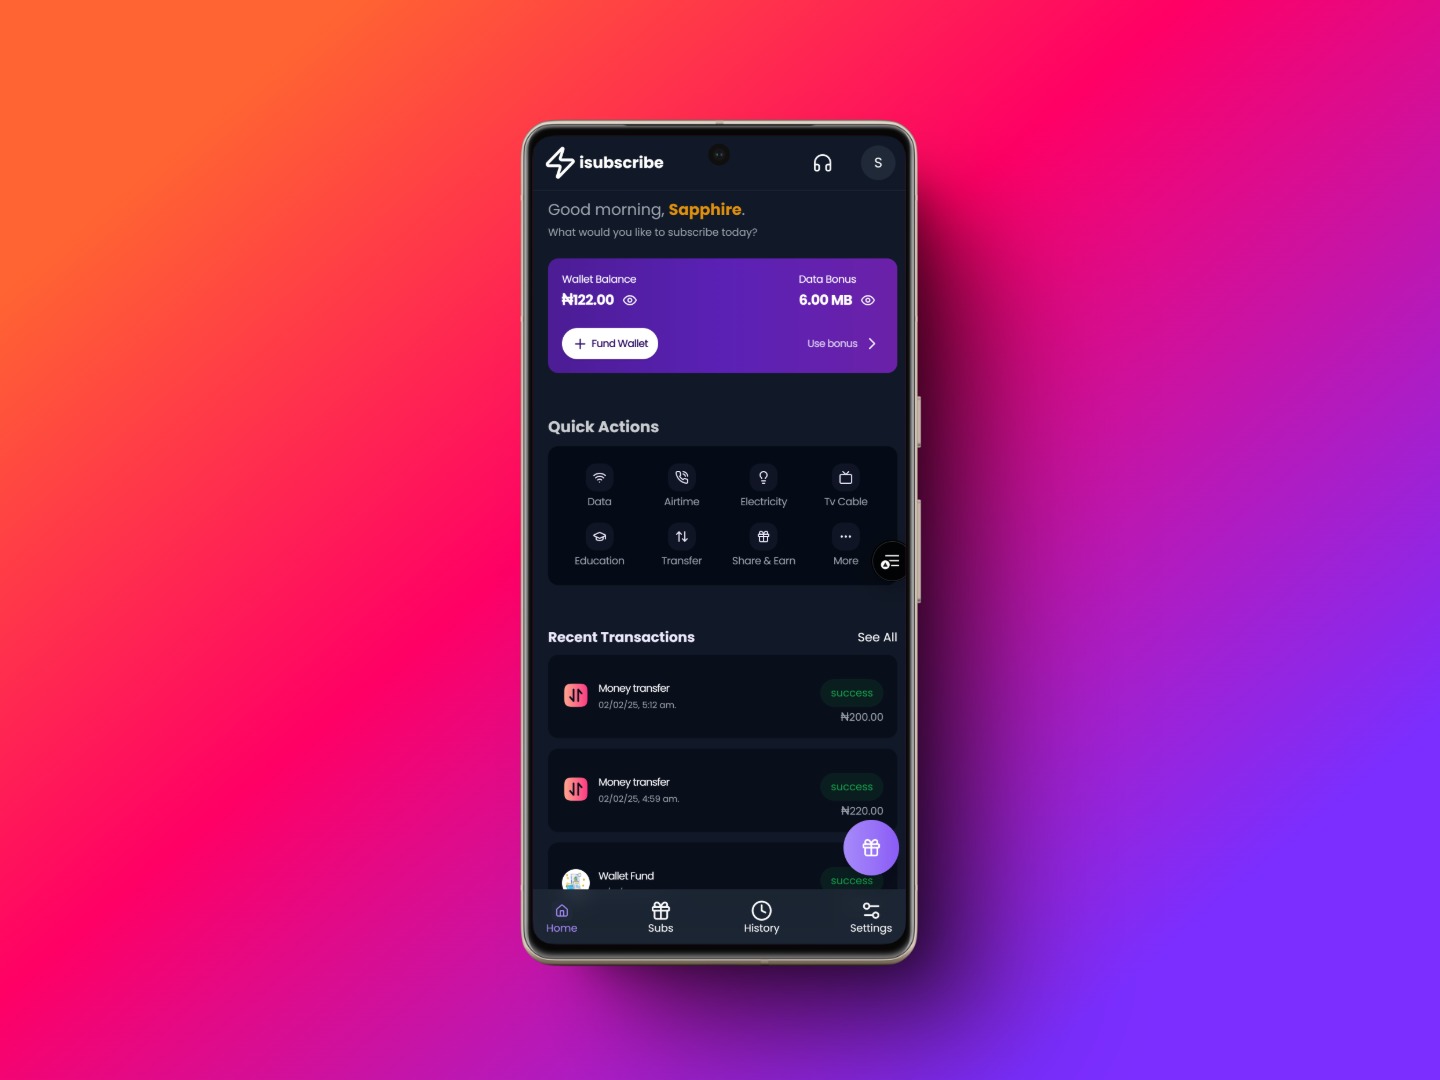 isubscribe
S
Good morning, Sapphire.
What would you like to subscribe today?
Wallet Balance
Data Bonus
₦122.00
6.00 MB
Fund Wallet
Use bonus
Quick Actions
Data
Airtime
Electricity
Tv Cable
Education
Transfer
Share & Earn
More
Recent Transactions
See All
Money transfer
success
02/02/25, 5:12 am.
₦200.00
Money transfer
success
02/02/25, 4:59 am.
₦220.00
Wallet Fund
success
Home
Subs
History
Settings